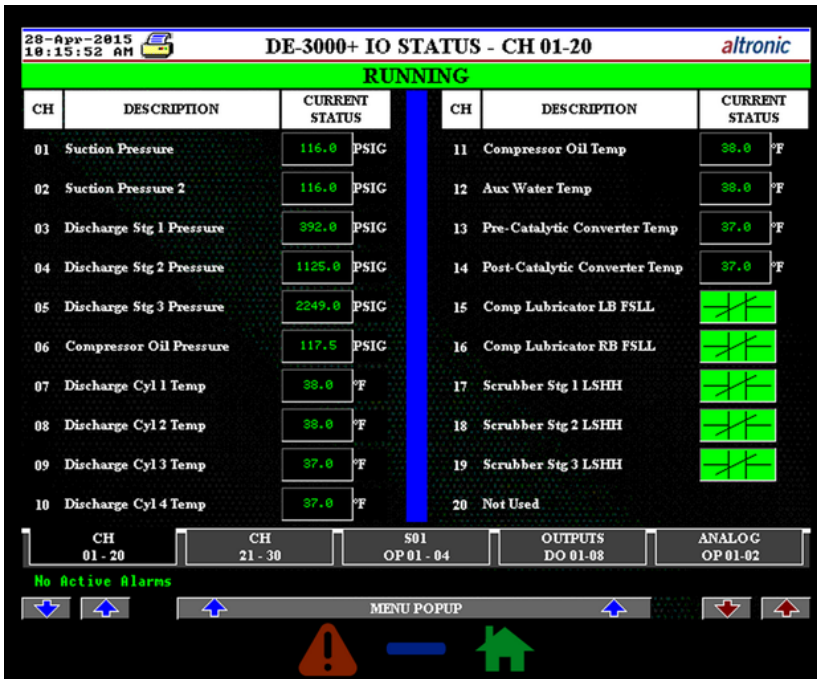 28-Apr-2015
10:15:52 AM
DE-3000+ IO STATUS - CH 01-20
altronic
RUNNING
CH DESCRIPTION CURRENT STATUS
01 Suction Pressure 116.0 PSIG
02 Suction Pressure 2 116.0 PSIG
03 Discharge Stg 1 Pressure 392.0 PSIG
04 Discharge Stg 2 Pressure 1125.0 PSIG
05 Discharge Stg 3 Pressure 2249.0 PSIG
06 Compressor Oil Pressure 117.5 PSIG
07 Discharge Cyl 1 Temp 38.0 °F
08 Discharge Cyl 2 Temp 38.0 °F
09 Discharge Cyl 3 Temp 37.0 °F
10 Discharge Cyl 4 Temp 37.0 °F
CH DESCRIPTION CURRENT STATUS
11 Compressor Oil Temp 38.0 °F
12 Aux Water Temp 38.0 °F
13 Pre-Catalytic Converter Temp 37.0 °F
14 Post-Catalytic Converter Temp 37.0 °F
15 Comp Lubricator LB FSLL
16 Comp Lubricator RB FSLL
17 Scrubber Stg 1 LSHH
18 Scrubber Stg 2 LSHH
19 Scrubber Stg 3 LSHH
20 Not Used
CH 01 - 20
CH 21 - 30
S01 OP 01 - 04
OUTPUTS DO 01-08
ANALOG OP 01-02
No Active Alarms
MENU POPUP